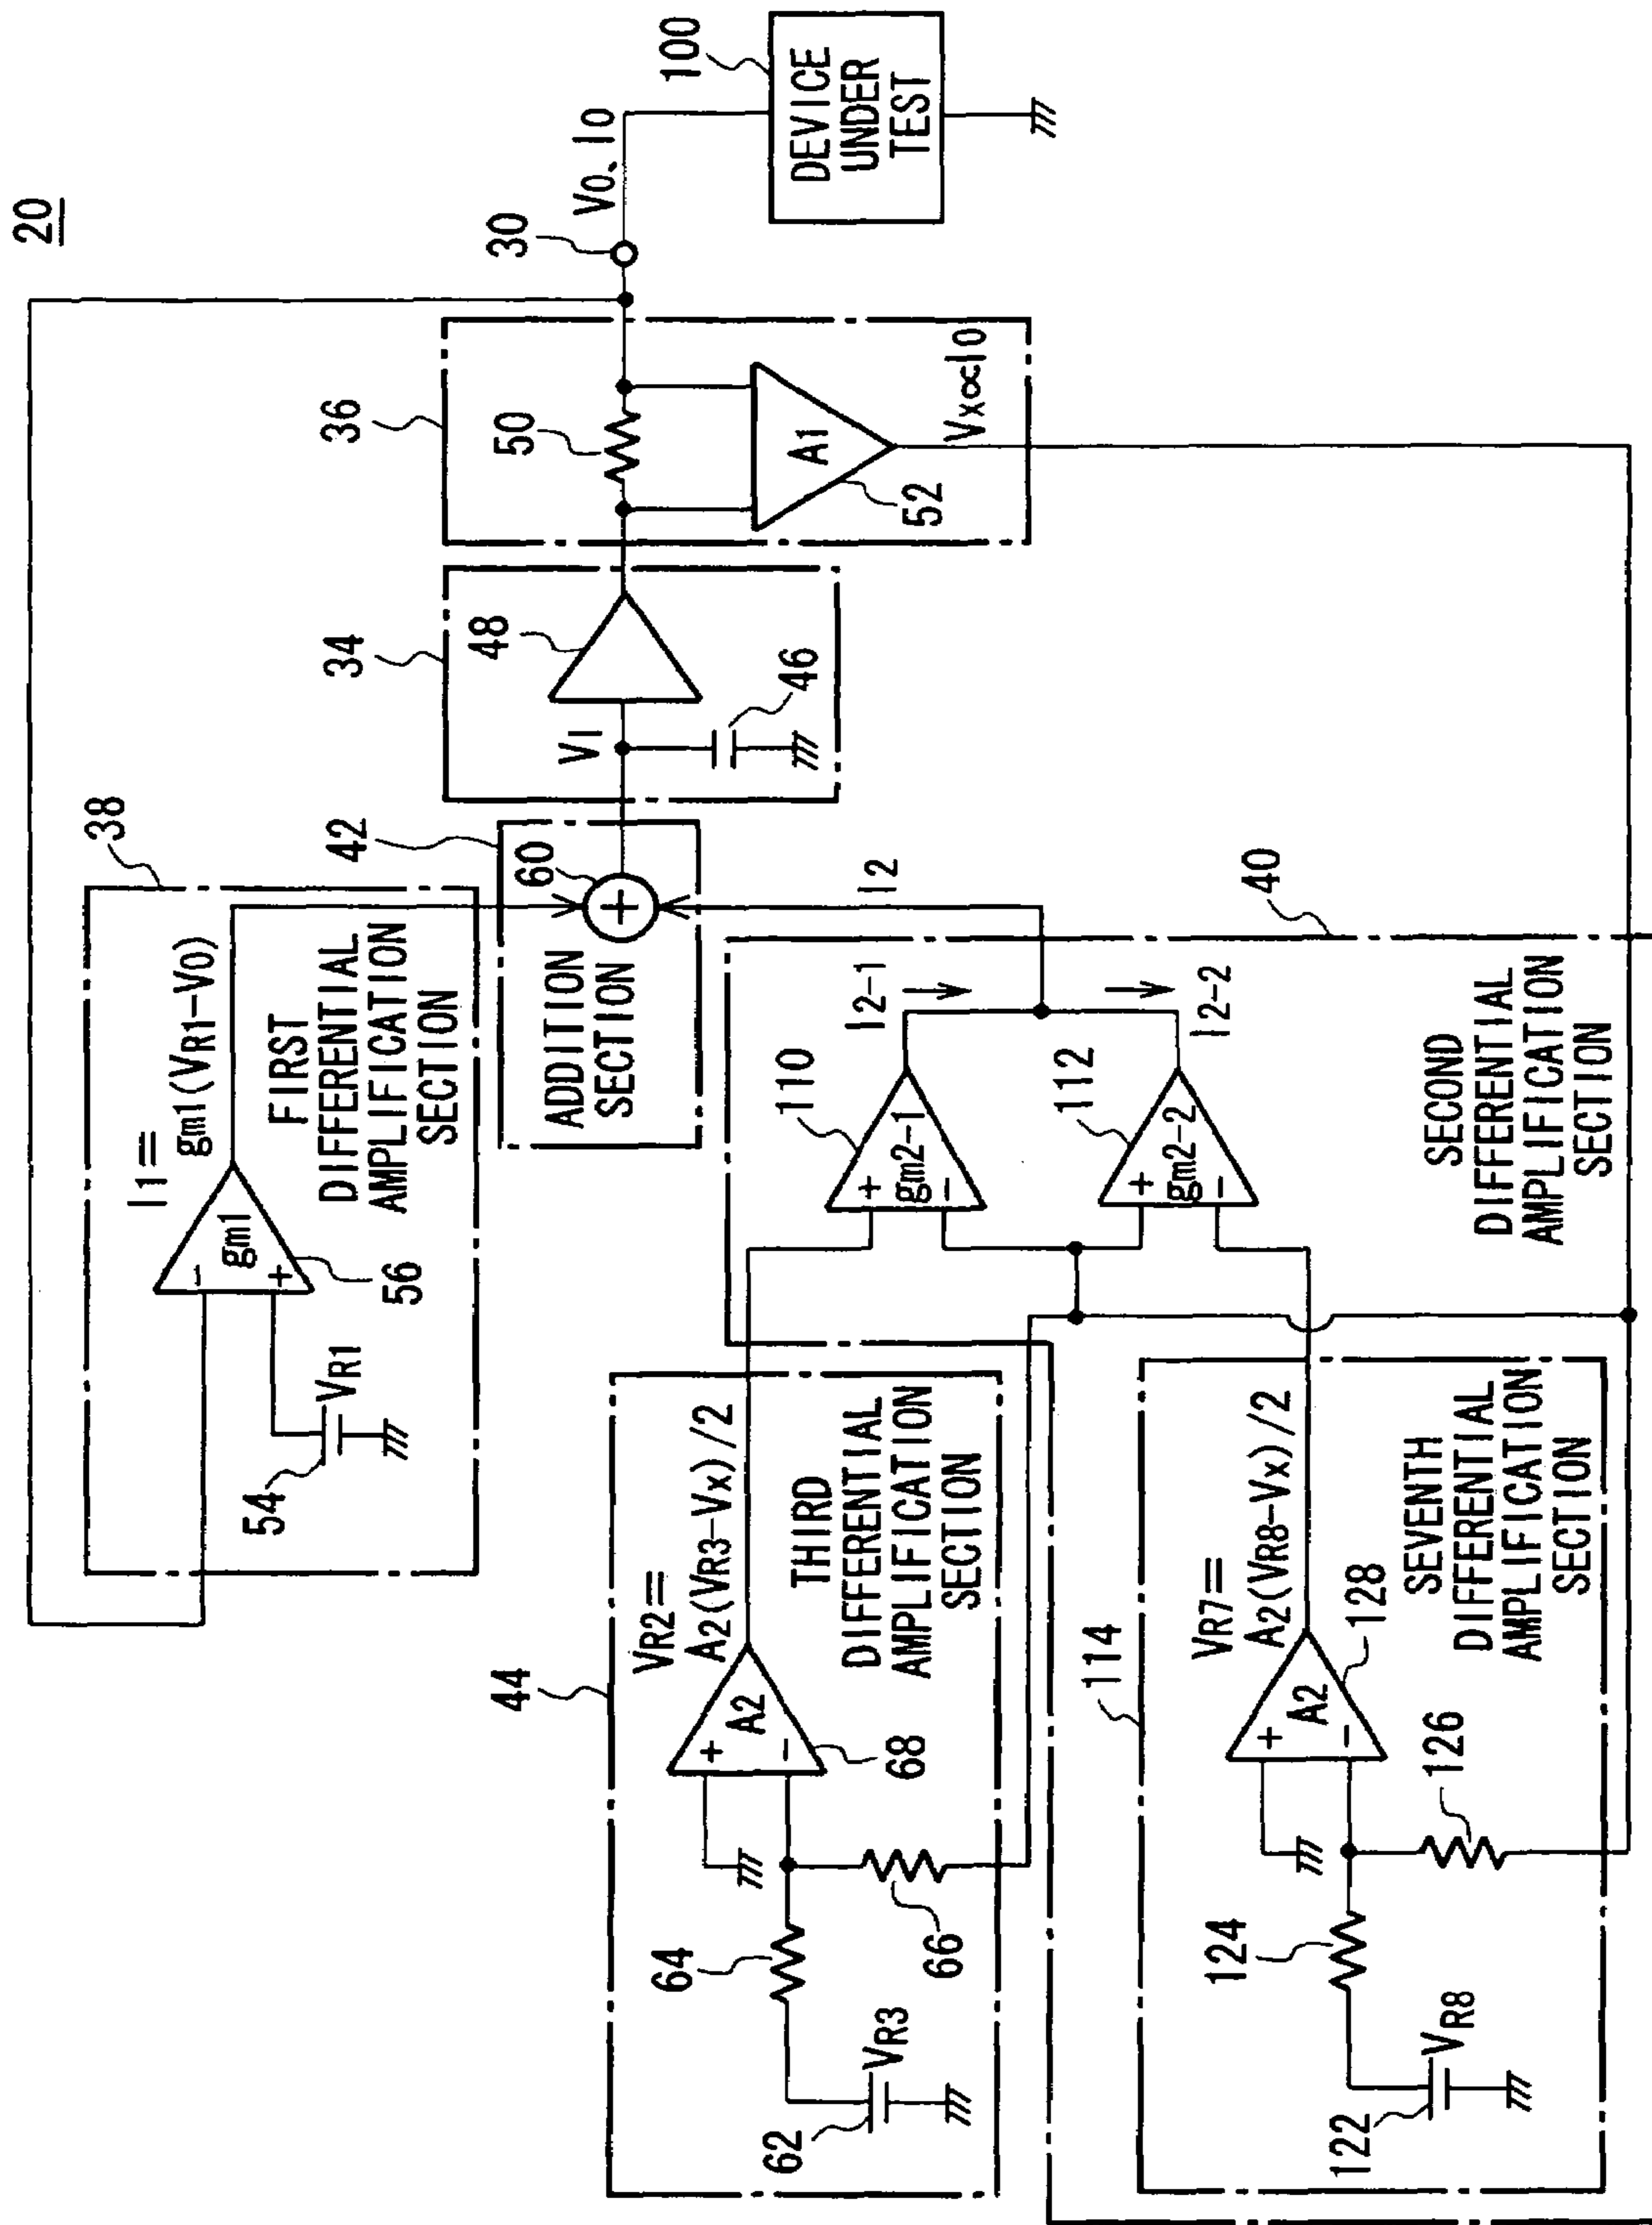 20
38
I1=
gm1(VR1-V0)
gm1
-
+
56
54
VR1
FIRST
DIFFERENTIAL
AMPLIFICATION
SECTION
42
60
+
ADDITION
SECTION
34
VI
48
46
36
50
A1
52
VX∝I0
30
V0、I0
100
DEVICE
UNDER
TEST
I2
40
I2-1
I2-2
110
+
gm2-1
-
112
+
gm2-2
-
SECOND
DIFFERENTIAL
AMPLIFICATION
SECTION
44
VR2=
A2(VR3-VX)/2
+
A2
-
68
64
66
62
VR3
THIRD
DIFFERENTIAL
AMPLIFICATION
SECTION
114
VR7=
A2(VR8-VX)/2
+
A2
-
128
124
126
122
VR8
SEVENTH
DIFFERENTIAL
AMPLIFICATION
SECTION